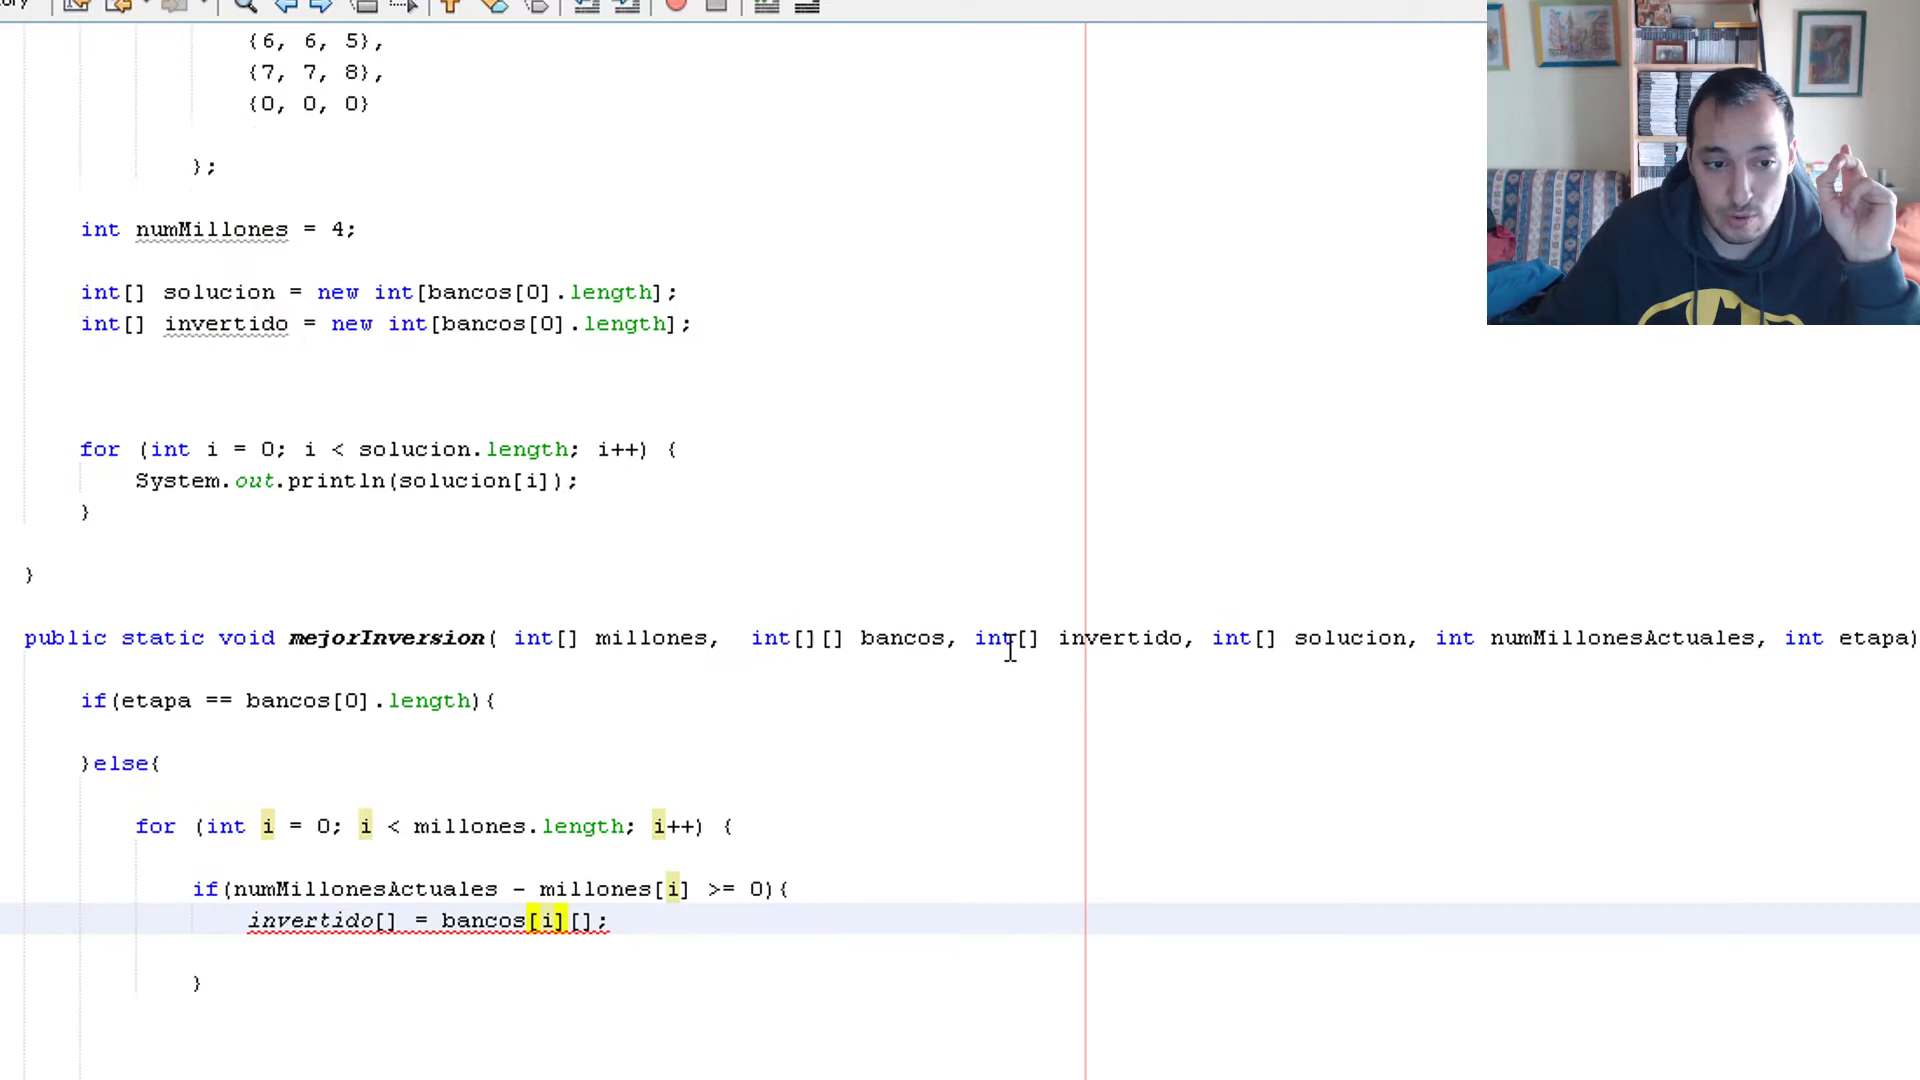 ory
{6, 6, 5},
{7, 7, 8},
{0, 0, 0}
};
int numMillones = 4;
int[] solucion = new int[bancos[0].length];
int[] invertido = new int[bancos[0].length];
for (int i = 0; i < solucion.length; i++) {
System.out.println(solucion[i]);
}
}
public static void mejorInversion( int[] millones,  int[][] bancos, int[] invertido, int[] solucion, int numMillonesActuales, int etapa)
if(etapa == bancos[0].length){
}else{
for (int i = 0; i < millones.length; i++) {
if(numMillonesActuales - millones[i] >= 0){
invertido[] = bancos[i][];
}